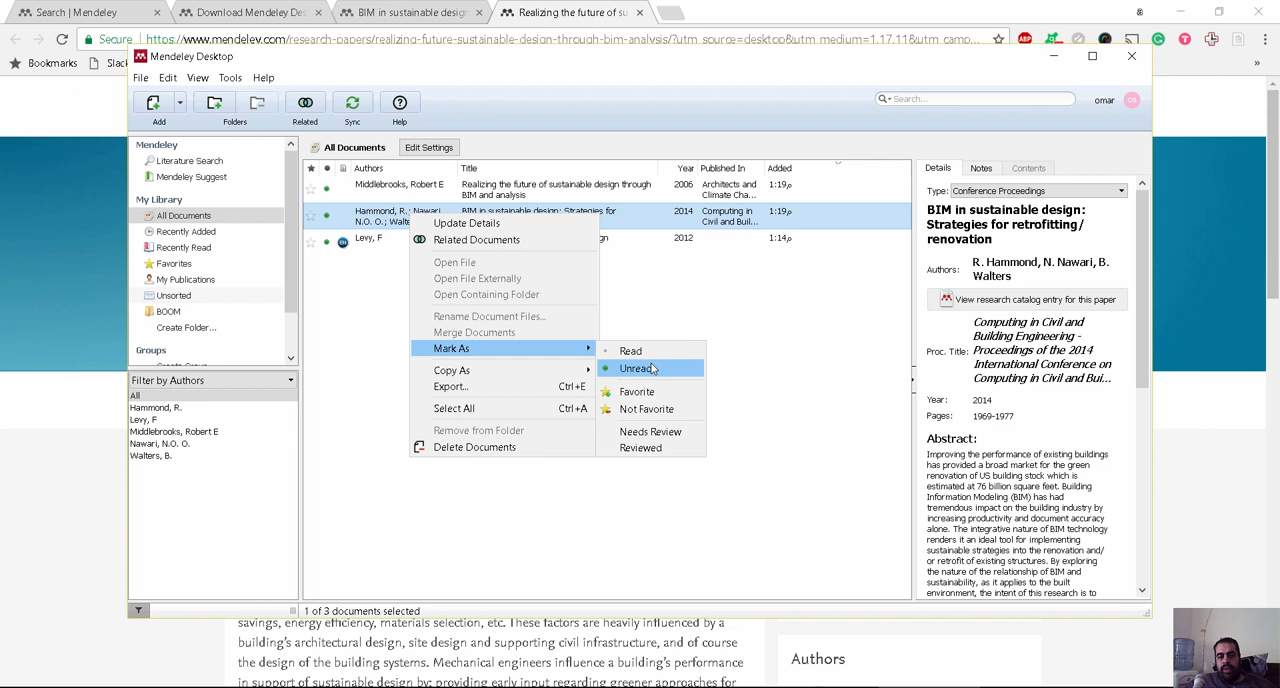 Search | Mendeley
Download Mendeley De
BIM in sustainable desig
Realizing the future of su
Secure
https://www.mendeley.com/research-papers/realizing-future-sustainable-design-through-bim-analysis/?utm_source=desktop&utm_medium=1.17.11&utm_camp...
Bookmarks
Slack
Mendeley Desktop
File Edit View Tools Help
Add
Folders
Related
Sync
Help
Search...
omar
Mendeley
Literature Search
Mendeley Suggest
My Library
All Documents
Recently Added
Recently Read
Favorites
My Publications
Unsorted
BOOM
Create Folder...
Groups
Filter by Authors
All
Hammond, R.
Levy, F
Middlebrooks, Robert E
Nawari, N.O. O.
Walters, B.
All Documents
Edit Settings
Authors Title Year Published In Added
Middlebrooks, Robert E Realizing the future of sustainable design through 2006 Architects and 1:19م
BIM and analysis Climate Cha...
Hammond, R.; Nawari, BIM in sustainable design: Strategies for 2014 Computing in 1:19م
N.O. O.; Walte Civil and Buil...
Levy, F 2012 1:14م
Update Details
Related Documents
Open File
Open File Externally
Open Containing Folder
Rename Document Files...
Merge Documents
Mark As
Copy As
Export... Ctrl+E
Select All Ctrl+A
Remove from Folder
Delete Documents
Read
Unread
Favorite
Not Favorite
Needs Review
Reviewed
Details Notes Contents
Type: Conference Proceedings
BIM in sustainable design:
Strategies for retrofitting/
renovation
Authors: R. Hammond, N. Nawari, B.
Walters
View research catalog entry for this paper
Computing in Civil and
Building Engineering -
Proc. Title: Proceedings of the 2014
International Conference on
Computing in Civil and Bui...
Year: 2014
Pages: 1969-1977
Abstract:
Improving the performance of existing buildings
has provided a broad market for the green
renovation of US building stock which is
estimated at 76 billion square feet. Building
Information Modeling (BIM) has had
tremendous impact on the building industry by
increasing productivity and document accuracy
alone. The integrative nature of BIM technology
renders it an ideal tool for implementing
sustainable strategies into the renovation and/
or retrofit of existing structures. By exploring
the nature of the relationship of BIM and
sustainability, as it applies to the built
environment, the intent of this research is to
1 of 3 documents selected
savings, energy efficiency, materials selection, etc. These factors are heavily influenced by a
building's architectural design, site design and supporting civil infrastructure, and of course
the design of the building systems. Mechanical engineers influence a building's performance
in support of sustainable design by: providing early input regarding greener approaches for
Authors